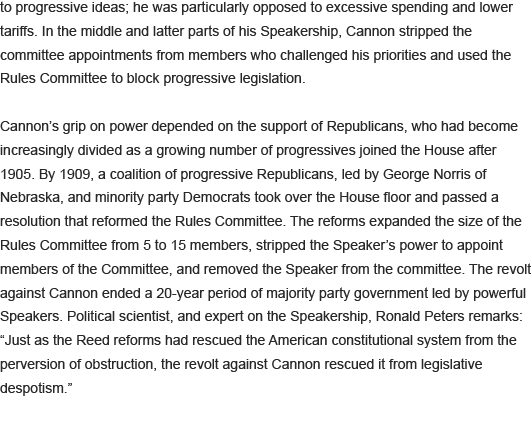 to progressive ideas; he was particularly opposed to excessive spending and lower
tariffs. In the middle and latter parts of his Speakership, Cannon stripped the
committee appointments from members who challenged his priorities and used the
Rules Committee to block progressive legislation.

Cannon’s grip on power depended on the support of Republicans, who had become
increasingly divided as a growing number of progressives joined the House after
1905. By 1909, a coalition of progressive Republicans, led by George Norris of
Nebraska, and minority party Democrats took over the House floor and passed a
resolution that reformed the Rules Committee. The reforms expanded the size of the
Rules Committee from 5 to 15 members, stripped the Speaker’s power to appoint
members of the Committee, and removed the Speaker from the committee. The revolt
against Cannon ended a 20-year period of majority party government led by powerful
Speakers. Political scientist, and expert on the Speakership, Ronald Peters remarks:
“Just as the Reed reforms had rescued the American constitutional system from the
perversion of obstruction, the revolt against Cannon rescued it from legislative
despotism.”